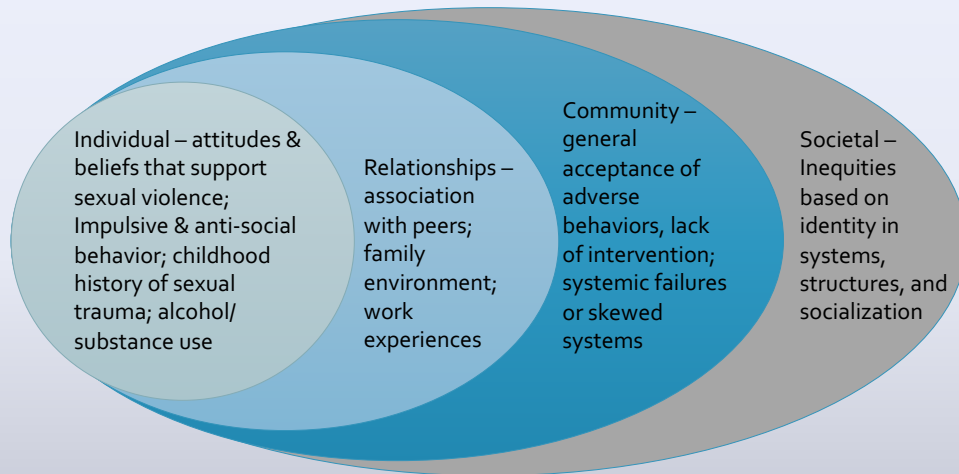 Individual – attitudes &
beliefs that support
sexual violence;
Impulsive & anti-social
behavior; childhood
history of sexual
trauma; alcohol/
substance use
Relationships –
association
with peers;
family
environment;
work
experiences
Community –
general
acceptance of
adverse
behaviors, lack
of intervention;
systemic failures
or skewed
systems
Societal –
Inequities
based on
identity in
systems,
structures, and
socialization